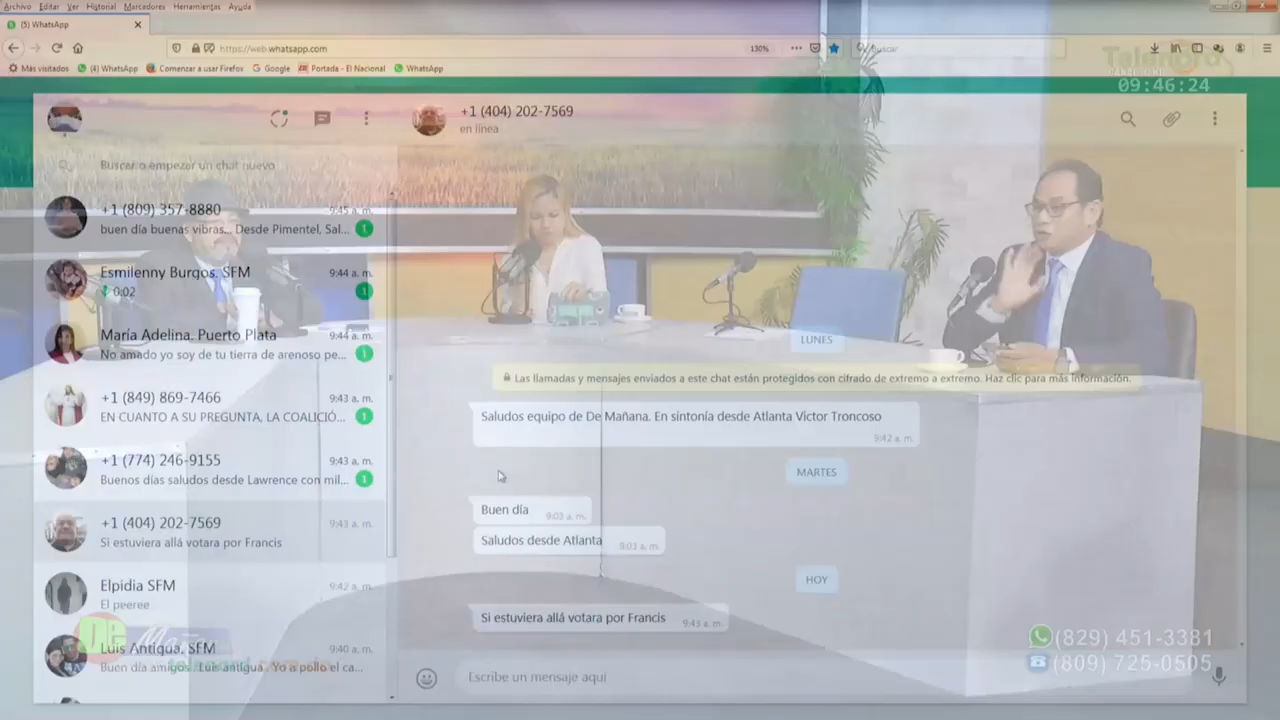 Archivo Editar Ver Historial Marcadores Herramientas Ayuda
(5) WhatsApp
https://web.whatsapp.com
130%
Buscar
Más visitados (4) WhatsApp Comenzar a usar Firefox Google Portada - El Nacional WhatsApp
Telenord
09:46:24
+1 (404) 202-7569
en línea
Buscar o empezar un chat nuevo
+1 (809) 357-8880
9:45 a. m.
buen día buenas vibras... Desde Pimentel, Sal...
1
Esmilenny Burgos. SFM
9:44 a. m.
0:02
1
María Adelina. Puerto Plata
9:44 a. m.
No amado yo soy de tu tierra de arenoso pe...
1
+1 (849) 869-7466
9:43 a. m.
EN CUANTO A SU PREGUNTA, LA COALICIÓ...
1
+1 (774) 246-9155
9:43 a. m.
Buenos días saludos desde Lawrence con mil...
1
+1 (404) 202-7569
9:43 a. m.
Si estuviera allá votara por Francis
Elpidia SFM
9:42 a. m.
El peeree
Luis Antigua. SFM
9:40 a. m.
Buen día amigos . Luis antigua . Yo a pollo el ca...
LUNES
Las llamadas y mensajes enviados a este chat están protegidos con cifrado de extremo a extremo. Haz clic para más información.
Saludos equipo de De Mañana. En sintonía desde Atlanta Victor Troncoso
9:42 a. m.
MARTES
Buen día
9:03 a. m.
Saludos desde Atlanta
9:03 a. m.
HOY
Si estuviera allá votara por Francis
9:43 a. m.
Escribe un mensaje aquí
DE Mañana
(829) 451-3381
(809) 725-0505